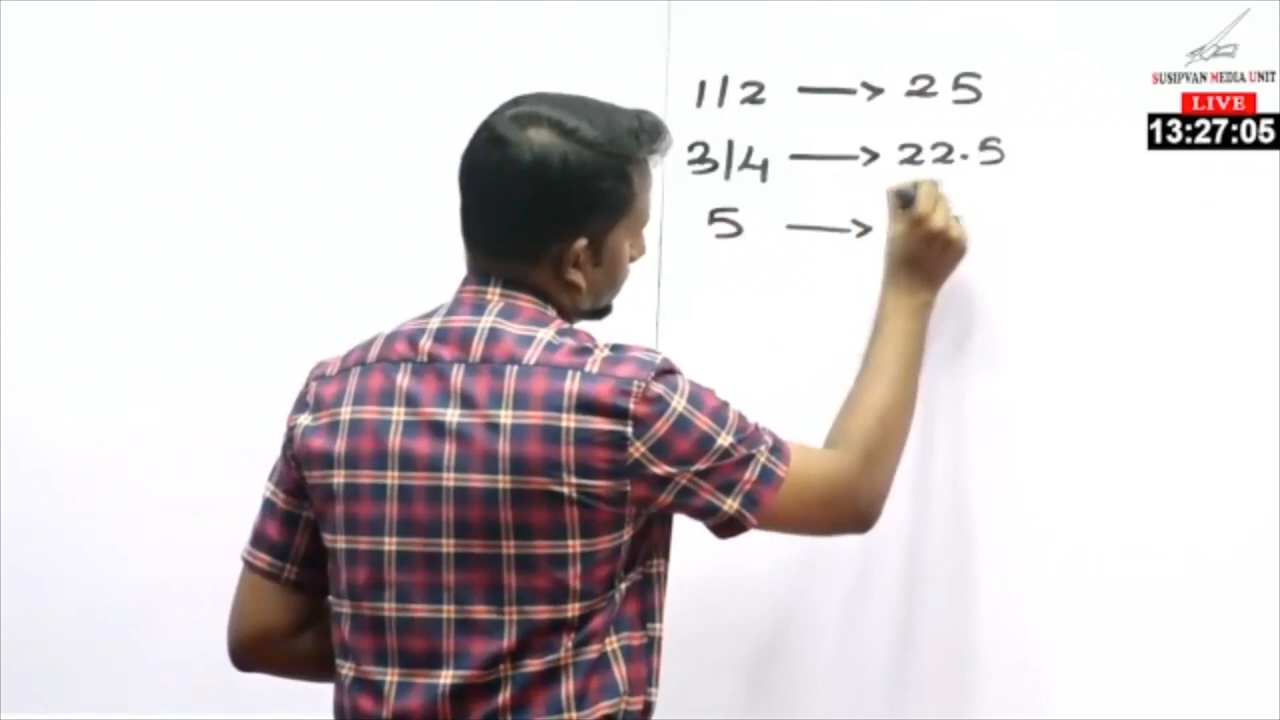 1/2 → 25
3/4 → 22.5
5 →
SUSIPVAN MEDIA UNIT
LIVE
13:27:05